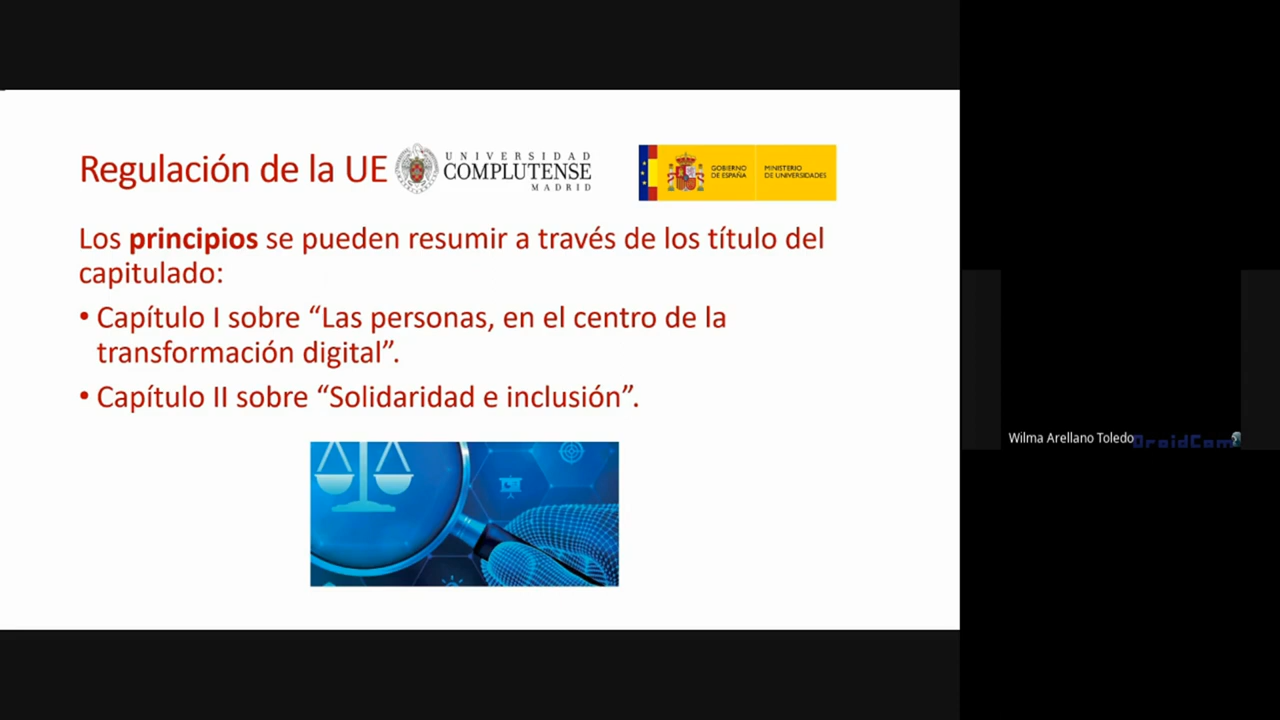 Regulación de la UE
UNIVERSIDAD
COMPLUTENSE
MADRID
GOBIERNO
DE ESPAÑA
MINISTERIO
DE UNIVERSIDADES
Los principios se pueden resumir a través de los título del
capitulado:
• Capítulo I sobre “Las personas, en el centro de la
transformación digital”.
• Capítulo II sobre “Solidaridad e inclusión”.
Wilma Arellano Toledo
DroidCam